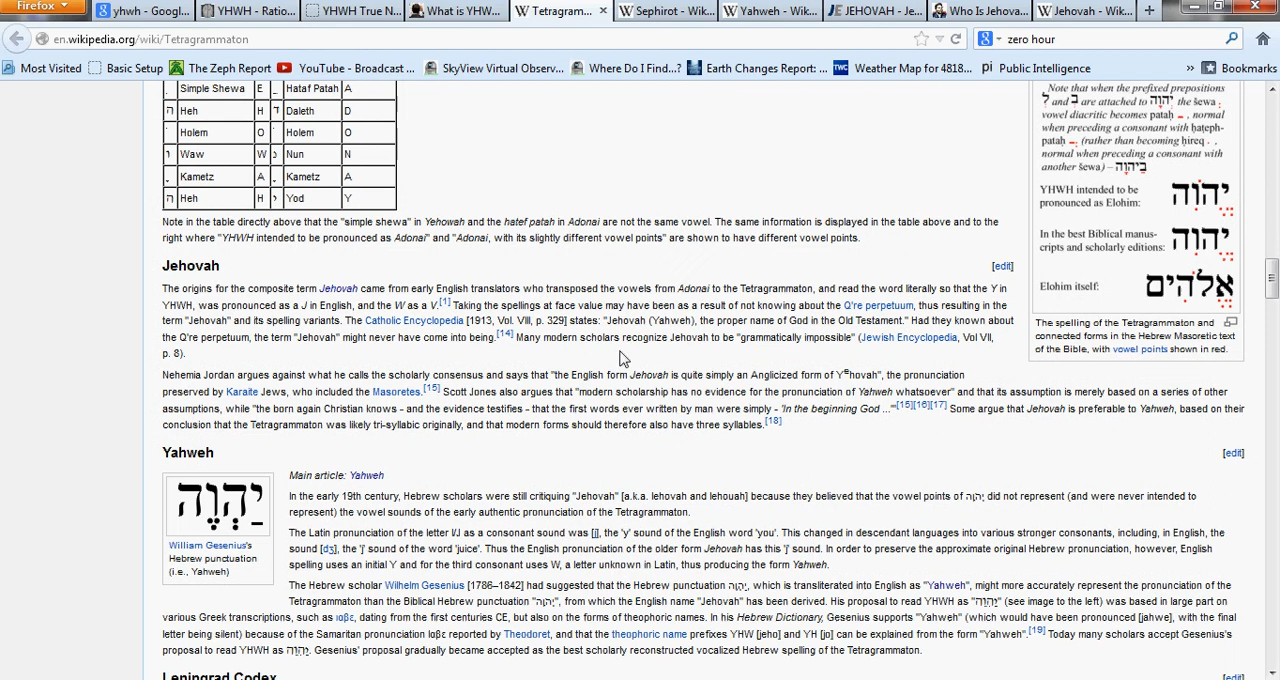 Firefox
yhwh - Googl...
YHWH - Ratio...
YHWH True N...
What is YHW...
Tetragram...
Sephirot - Wik...
Yahweh - Wik...
JEHOVAH - Je...
Who Is Jehova...
Jehovah - Wik...
en.wikipedia.org/wiki/Tetragrammaton
zero hour
Most Visited
Basic Setup
The Zeph Report
YouTube - Broadcast ...
SkyView Virtual Observ...
Where Do I Find...?
Earth Changes Report: ...
Weather Map for 4818...
Public Intelligence
»
Bookmarks
Simple Shewa E Hataf Patah A
ה Heh H ד Daleth D
Holem O Holem O
ו Waw W נ Nun N
Kametz A Kametz A
ה Heh H י Yod Y
Note in the table directly above that the "simple shewa" in Yehowah and the hatef patah in Adonai are not the same vowel. The same information is displayed in the table above and to the
right where "YHWH intended to be pronounced as Adonai" and "Adonai, with its slightly different vowel points" are shown to have different vowel points.
Jehovah
[edit]
The origins for the composite term Jehovah came from early English translators who transposed the vowels from Adonai to the Tetragrammaton, and read the word literally so that the Y in
YHWH, was pronounced as a J in English, and the W as a V.[1] Taking the spellings at face value may have been as a result of not knowing about the Q're perpetuum, thus resulting in the
term "Jehovah" and its spelling variants. The Catholic Encyclopedia [1913, Vol. VIII, p. 329] states: "Jehovah (Yahweh), the proper name of God in the Old Testament." Had they known about
the Q're perpetuum, the term "Jehovah" might never have come into being.[14] Many modern scholars recognize Jehovah to be "grammatically impossible" (Jewish Encyclopedia, Vol VII,
p. 8).
Nehemia Jordan argues against what he calls the scholarly consensus and says that "the English form Jehovah is quite simply an Anglicized form of Yehovah", the pronunciation
preserved by Karaite Jews, who included the Masoretes.[15] Scott Jones also argues that "modern scholarship has no evidence for the pronunciation of Yahweh whatsoever" and that its assumption is merely based on a series of other
assumptions, while "the born again Christian knows - and the evidence testifies - that the first words ever written by man were simply - 'In the beginning God ...'"[15][16][17] Some argue that Jehovah is preferable to Yahweh, based on their
conclusion that the Tetragrammaton was likely tri-syllabic originally, and that modern forms should therefore also have three syllables.[18]
Note that when the prefixed prepositions
ל and ב are attached to יְהֹוָה the šewa
vowel diacritic becomes pataḥ, normal
when preceding a consonant with ḥaṭeph-
pataḥ (rather than becoming ḥireq,
normal when preceding a consonant with
another šewa) – בַּיהוָה
YHWH intended to be
pronounced as Elohim: יֱהֹוִה
In the best Biblical manus-
cripts and scholarly editions: יֱהוִה
Elohim itself: אֱלֹהִים
The spelling of the Tetragrammaton and
connected forms in the Hebrew Masoretic text
of the Bible, with vowel points shown in red.
Yahweh
[edit]
Main article: Yahweh
יַהְוֶה
William Gesenius's
Hebrew punctuation
(i.e., Yahweh)
In the early 19th century, Hebrew scholars were still critiquing "Jehovah" [a.k.a. Iehovah and Iehouah] because they believed that the vowel points of יְהֹוָה did not represent (and were never intended to
represent) the vowel sounds of the early authentic pronunciation of the Tetragrammaton.
The Latin pronunciation of the letter I/J as a consonant sound was [j], the 'y' sound of the English word 'you'. This changed in descendant languages into various stronger consonants, including, in English, the
sound [dʒ], the 'j' sound of the word 'juice'. Thus the English pronunciation of the older form Jehovah has this 'j' sound. In order to preserve the approximate original Hebrew pronunciation, however, English
spelling uses an initial Y and for the third consonant uses W, a letter unknown in Latin, thus producing the form Yahweh.
The Hebrew scholar Wilhelm Gesenius [1786–1842] had suggested that the Hebrew punctuation יַהְוֶה, which is transliterated into English as "Yahweh", might more accurately represent the pronunciation of the
Tetragrammaton than the Biblical Hebrew punctuation "יְהֹוָה", from which the English name "Jehovah" has been derived. His proposal to read YHWH as "יַהְוֶה" (see image to the left) was based in large part on
various Greek transcriptions, such as ιαβε, dating from the first centuries CE, but also on the forms of theophoric names. In his Hebrew Dictionary, Gesenius supports "Yahweh" (which would have been pronounced [jahwe], with the final
letter being silent) because of the Samaritan pronunciation Ιαβε reported by Theodoret, and that the theophoric name prefixes YHW [jeho] and YH [jo] can be explained from the form "Yahweh".[19] Today many scholars accept Gesenius's
proposal to read YHWH as יַהְוֶה. Gesenius' proposal gradually became accepted as the best scholarly reconstructed vocalized Hebrew spelling of the Tetragrammaton.
Leningrad Codex
[edit]